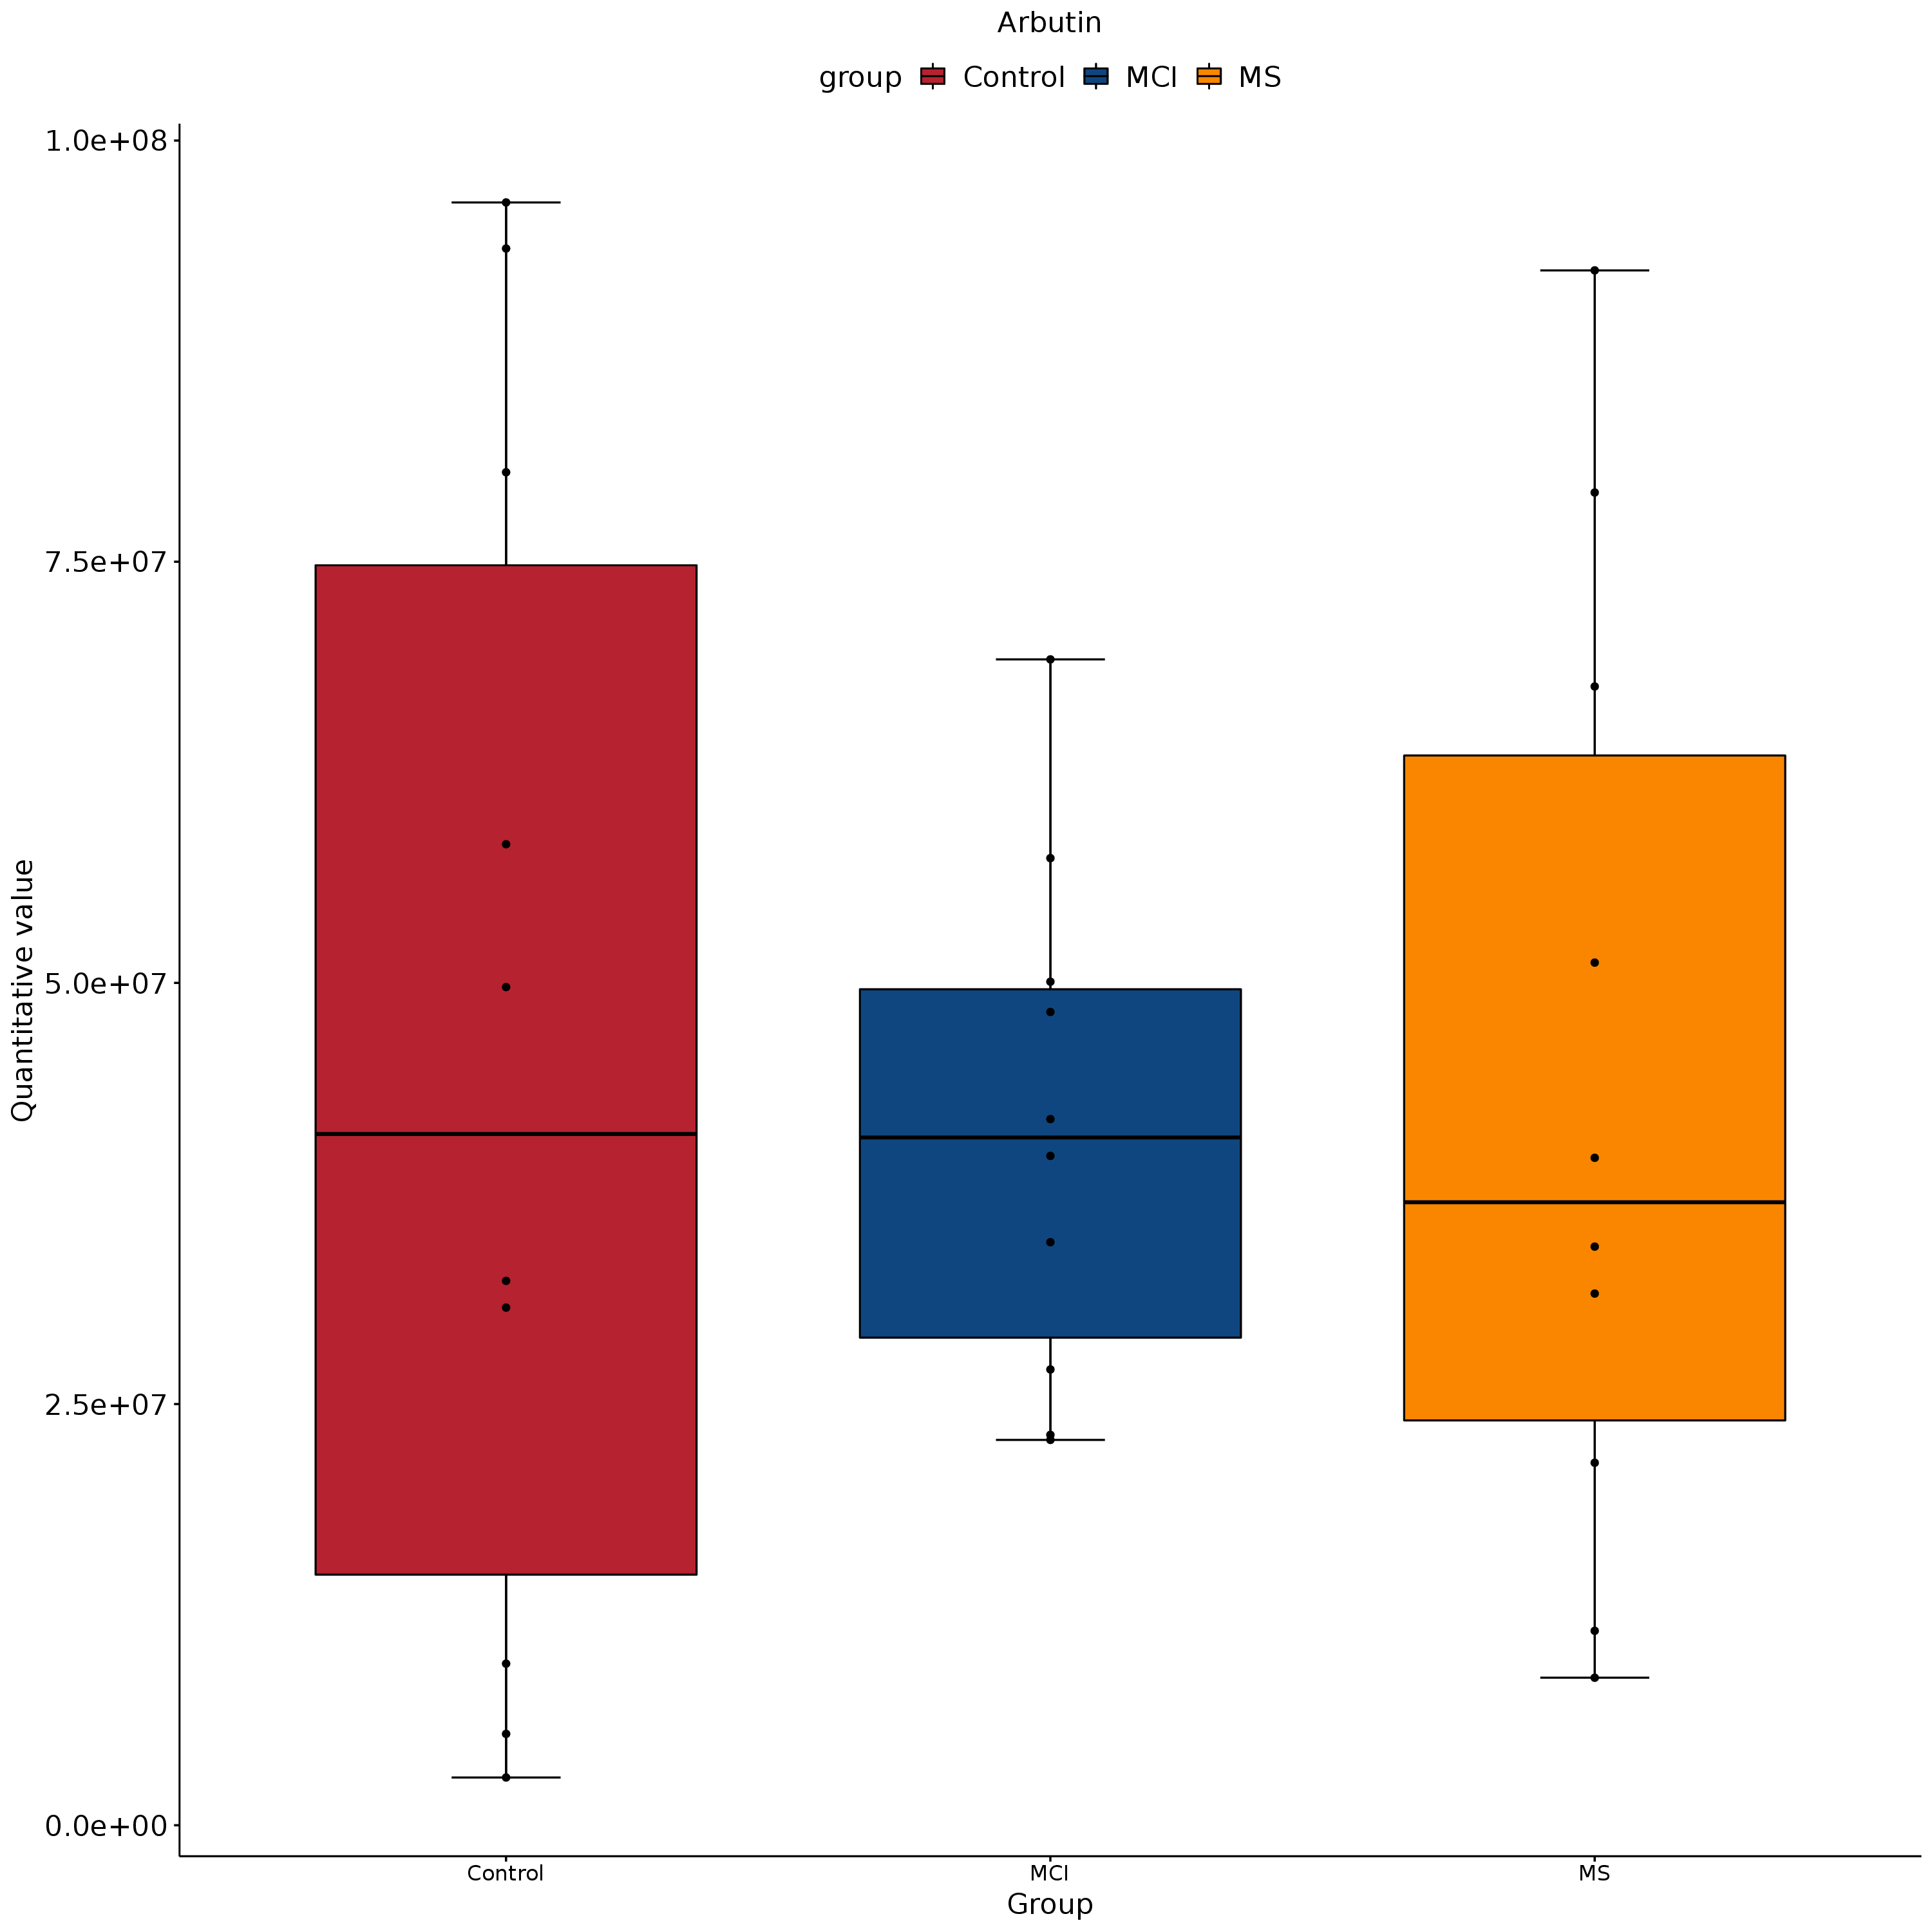 Arbutin
group Control MCI MS
1.0e+08
7.5e+07
5.0e+07
2.5e+07
0.0e+00
Quantitative value
Control MCI MS
Group